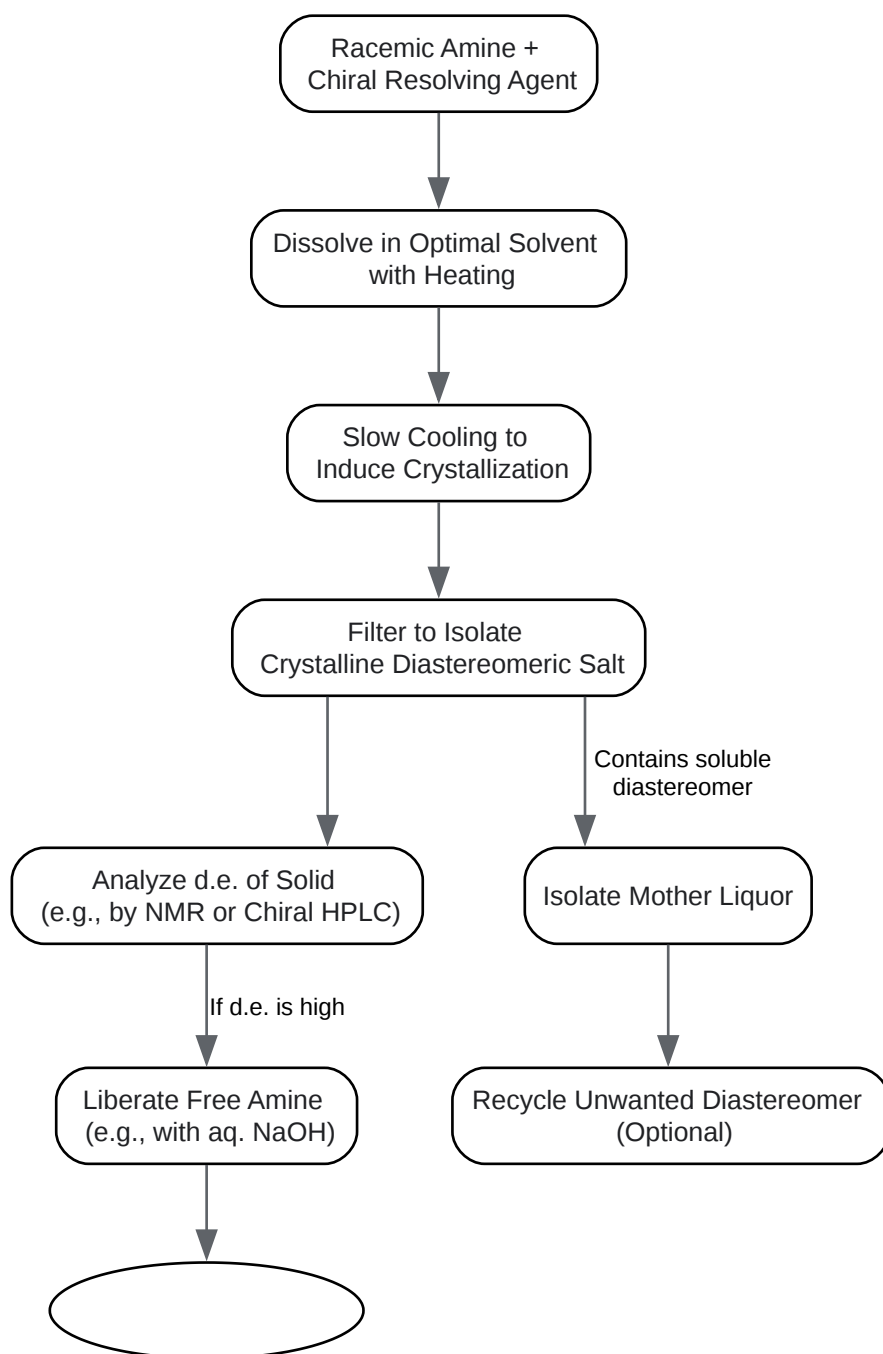 Racemic Amine +
Chiral Resolving Agent
Dissolve in Optimal Solvent
with Heating
Slow Cooling to
Induce Crystallization
Filter to Isolate
Crystalline Diastereomeric Salt
Contains soluble
diastereomer
Analyze d.e. of Solid
(e.g., by NMR or Chiral HPLC)
Isolate Mother Liquor
If d.e. is high
Liberate Free Amine
(e.g., with aq. NaOH)
Recycle Unwanted Diastereomer
(Optional)